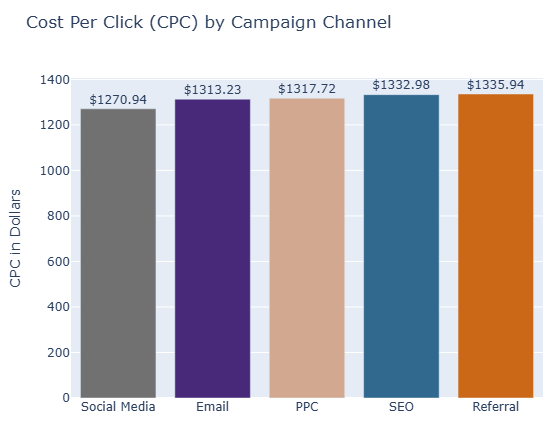 Cost Per Click (CPC) by Campaign Channel
CPC in Dollars
1400
1200
1000
800
600
400
200
0
$1270.94
$1313.23
$1317.72
$1332.98
$1335.94
Social Media
Email
PPC
SEO
Referral